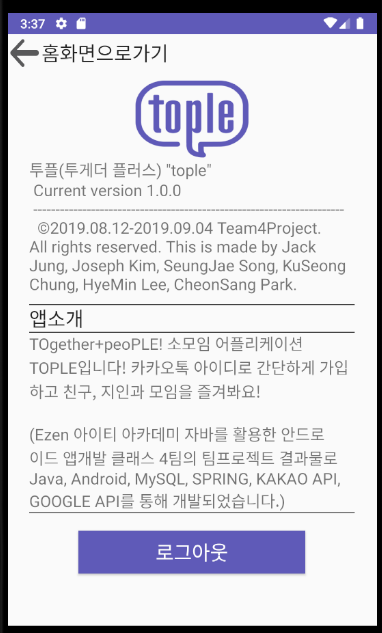 3:37
홈화면으로가기
tople
투플(투게더 플러스) "tople"
Current version 1.0.0
------------------------------------------------------------------------
©2019.08.12-2019.09.04 Team4Project.
All rights reserved. This is made by Jack
Jung, Joseph Kim, SeungJae Song, KuSeong
Chung, HyeMin Lee, CheonSang Park.
앱소개
TOgether+peoPLE! 소모임 어플리케이션
TOPLE입니다! 카카오톡 아이디로 간단하게 가입
하고 친구, 지인과 모임을 즐겨봐요!
(Ezen 아이티 아카데미 자바를 활용한 안드로
이드 앱개발 클래스 4팀의 팀프로젝트 결과물로
Java, Android, MySQL, SPRING, KAKAO API,
GOOGLE API를 통해 개발되었습니다.)
로그아웃